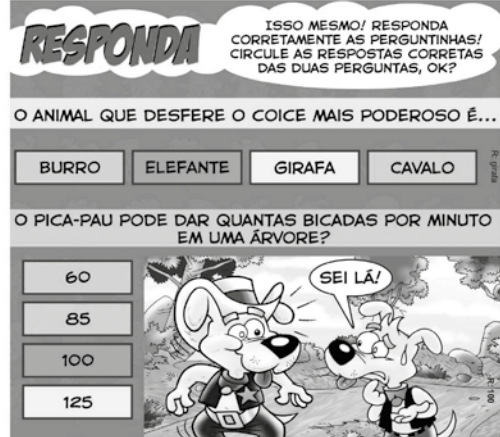 RESPONDA
ISSO MESMO! RESPONDA
CORRETAMENTE AS PERGUNTINHAS!
CIRCULE AS RESPOSTAS CORRETAS
DAS DUAS PERGUNTAS, OK?
O ANIMAL QUE DESFERE O COICE MAIS PODEROSO É...
BURRO
ELEFANTE
GIRAFA
CAVALO
R: girafa
O PICA-PAU PODE DAR QUANTAS BICADAS POR MINUTO
EM UMA ÁRVORE?
60
85
100
125
SEI LÁ!
R: 100